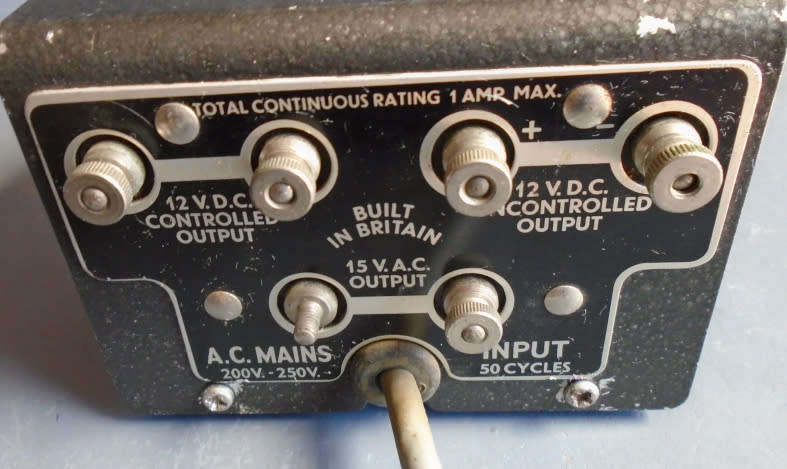 TOTAL CONTINUOUS RATING 1 AMP. MAX.
+ -
12 V.D.C.
CONTROLLED
OUTPUT
12 V.D.C.
UNCONTROLLED
OUTPUT
BUILT
IN BRITAIN
15 V.A.C.
OUTPUT
A.C. MAINS
200V.-250V.
INPUT
50 CYCLES